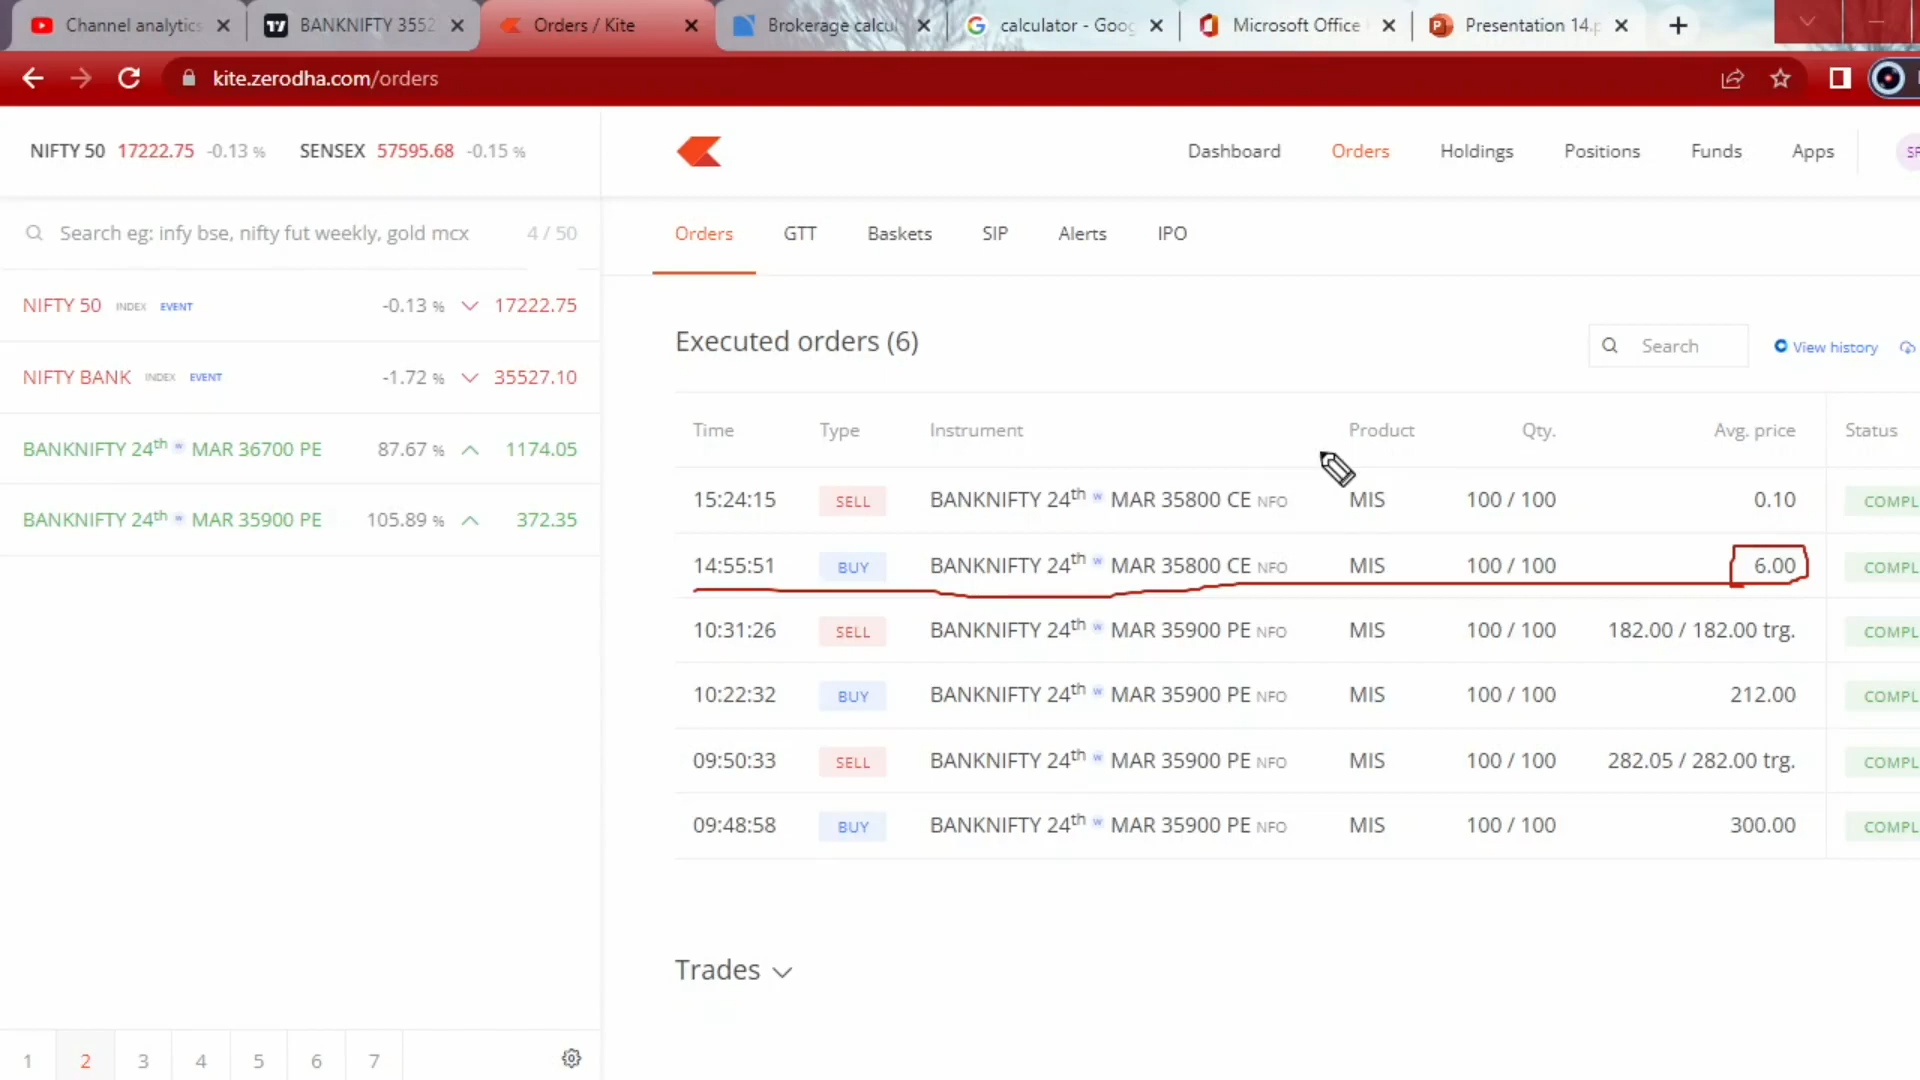 Channel analytics
BANKNIFTY 3552
Orders / Kite
Brokerage calcu
calculator - Goog
Microsoft Office
Presentation 14.p
kite.zerodha.com/orders
NIFTY 50 17222.75 -0.13 % SENSEX 57595.68 -0.15 %
Dashboard Orders Holdings Positions Funds Apps
Search eg: infy bse, nifty fut weekly, gold mcx 4 / 50
Orders GTT Baskets SIP Alerts IPO
NIFTY 50 INDEX EVENT -0.13 % 17222.75
NIFTY BANK INDEX EVENT -1.72 % 35527.10
BANKNIFTY 24th w MAR 36700 PE 87.67 % 1174.05
BANKNIFTY 24th w MAR 35900 PE 105.89 % 372.35
Executed orders (6)
Search View history
Time Type Instrument Product Qty. Avg. price Status
15:24:15 SELL BANKNIFTY 24th w MAR 35800 CE NFO MIS 100 / 100 0.10 COMPL
14:55:51 BUY BANKNIFTY 24th w MAR 35800 CE NFO MIS 100 / 100 6.00 COMPL
10:31:26 SELL BANKNIFTY 24th w MAR 35900 PE NFO MIS 100 / 100 182.00 / 182.00 trg. COMPL
10:22:32 BUY BANKNIFTY 24th w MAR 35900 PE NFO MIS 100 / 100 212.00 COMPL
09:50:33 SELL BANKNIFTY 24th w MAR 35900 PE NFO MIS 100 / 100 282.05 / 282.00 trg. COMPL
09:48:58 BUY BANKNIFTY 24th w MAR 35900 PE NFO MIS 100 / 100 300.00 COMPL
Trades
1 2 3 4 5 6 7